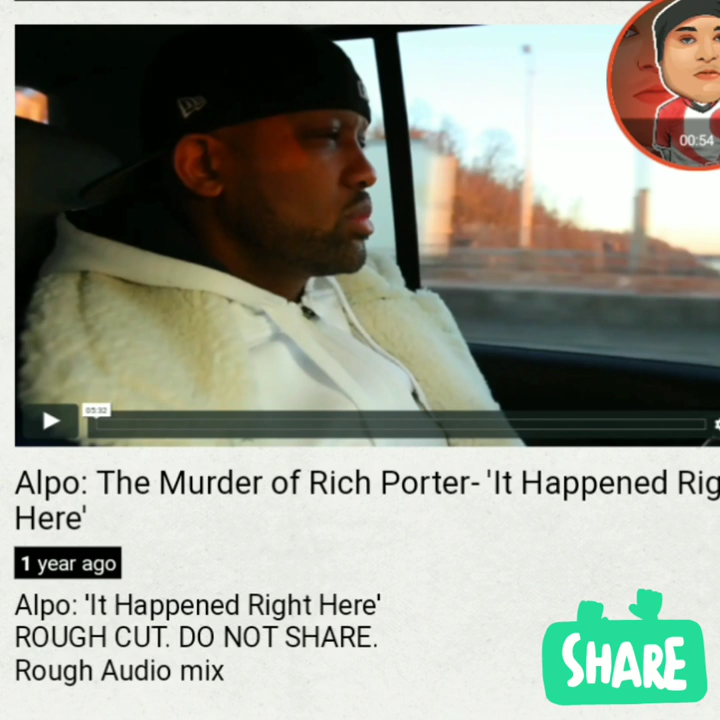 00:54
05:32
Alpo: The Murder of Rich Porter- 'It Happened Rig
Here'
1 year ago
Alpo: 'It Happened Right Here'
ROUGH CUT. DO NOT SHARE.
Rough Audio mix
SHARE